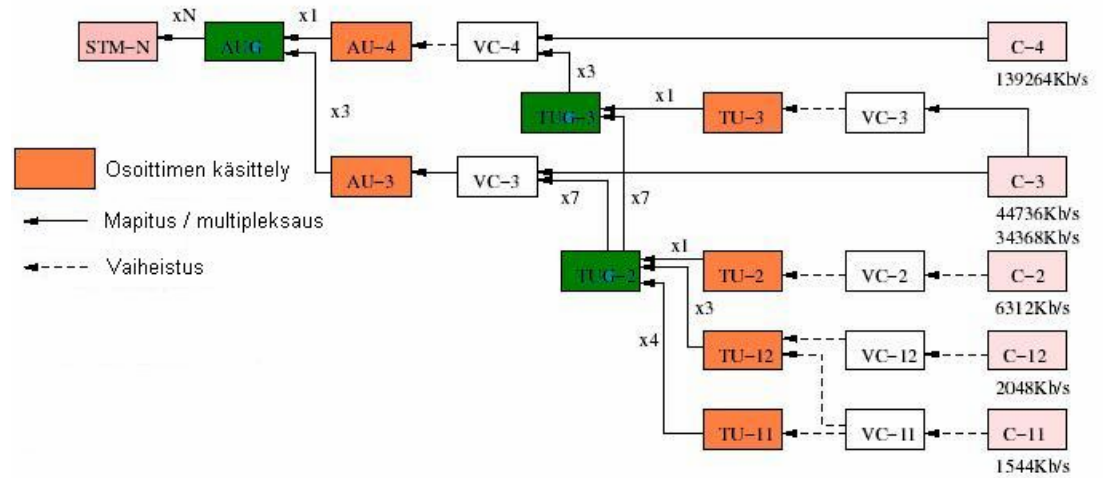 xN
x1
STM−N
AUG
AU−4
VC−4
C−4
139264Kb/s
x3
x3
x1
TUG−3
TU−3
VC−3
Osoittimen käsittely
AU−3
VC−3
C−3
44736Kb/s
34368Kb/s
x7
x7
Mapitus / multipleksaus
Vaiheistus
x1
TUG−2
TU−2
VC−2
C−2
6312Kb/s
x3
x4
TU−12
VC−12
C−12
2048Kb/s
TU−11
VC−11
C−11
1544Kb/s